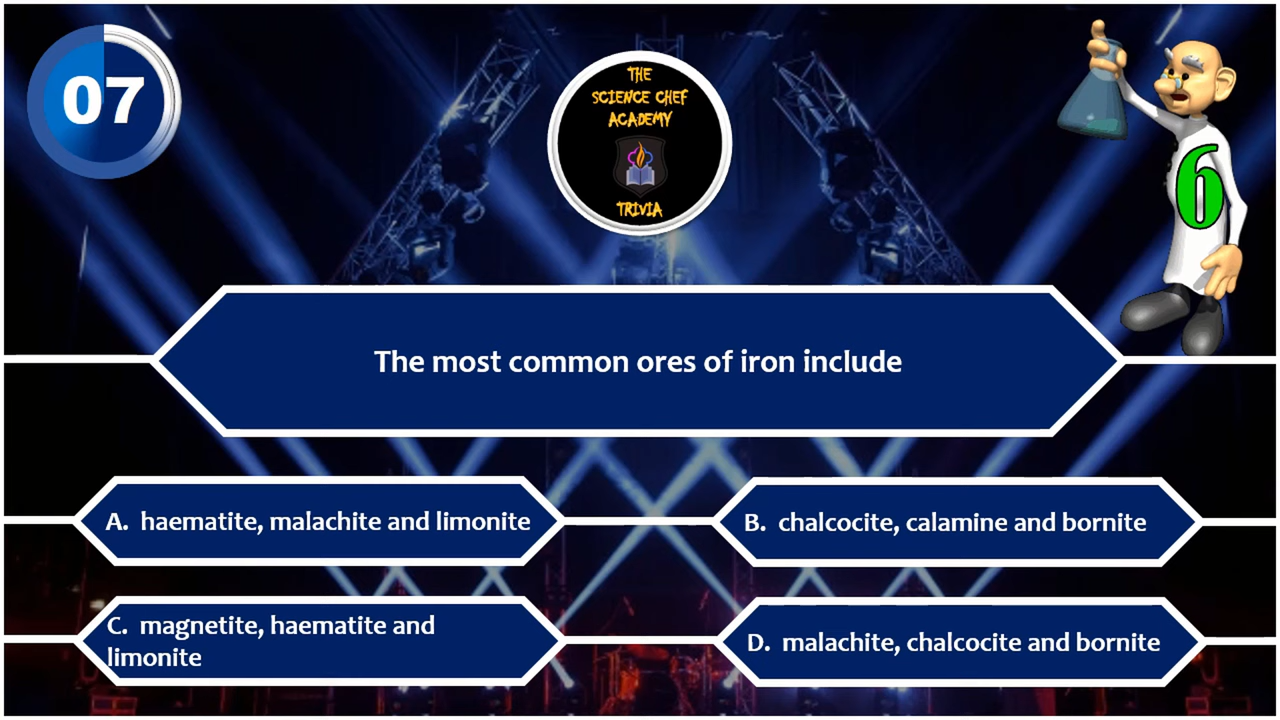 07
THE
SCIENCE CHEF
ACADEMY
TRIVIA
6
The most common ores of iron include
A. haematite, malachite and limonite
B. chalcocite, calamine and bornite
C. magnetite, haematite and
limonite
D. malachite, chalcocite and bornite